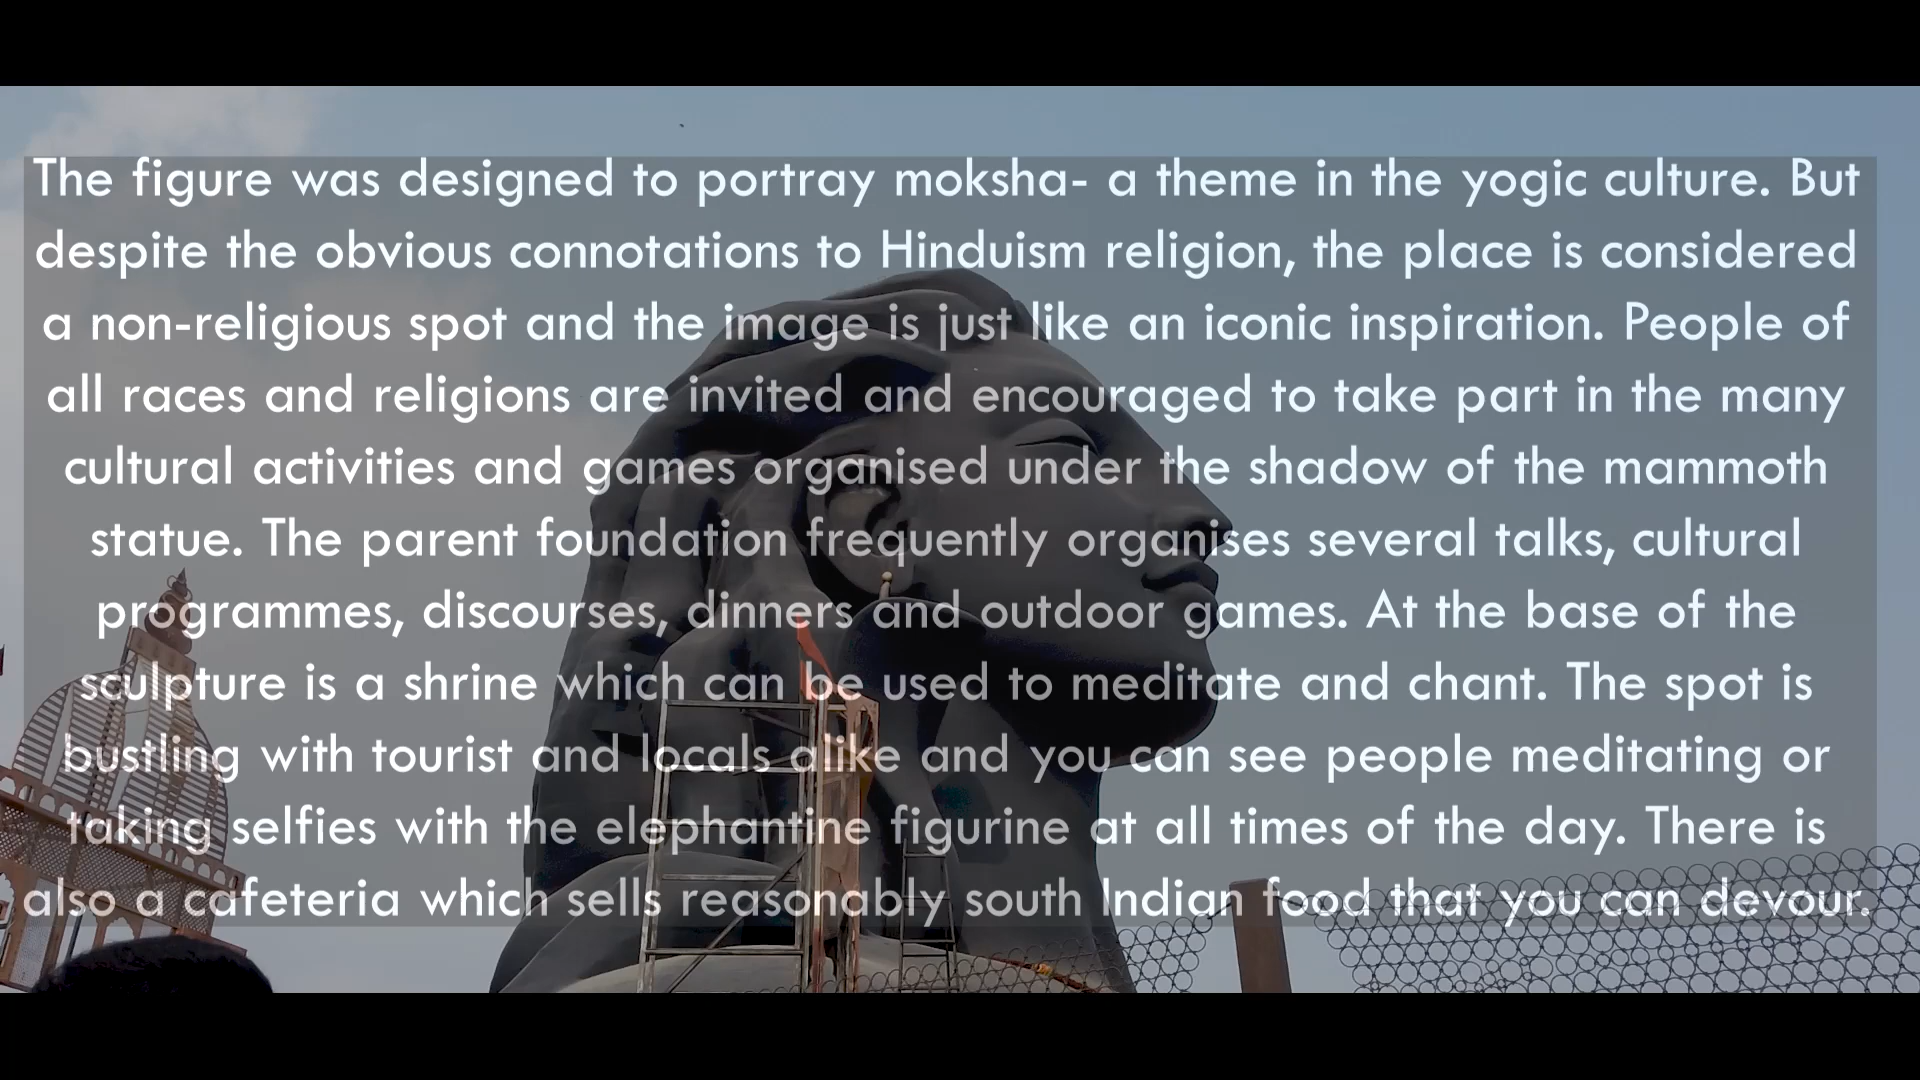 The figure was designed to portray moksha- a theme in the yogic culture. But
despite the obvious connotations to Hinduism religion, the place is considered
a non-religious spot and the image is just like an iconic inspiration. People of
all races and religions are invited and encouraged to take part in the many
cultural activities and games organised under the shadow of the mammoth
statue. The parent foundation frequently organises several talks, cultural
programmes, discourses, dinners and outdoor games. At the base of the
sculpture is a shrine which can be used to meditate and chant. The spot is
bustling with tourist and locals alike and you can see people meditating or
taking selfies with the elephantine figurine at all times of the day. There is
also a cafeteria which sells reasonably south Indian food that you can devour.